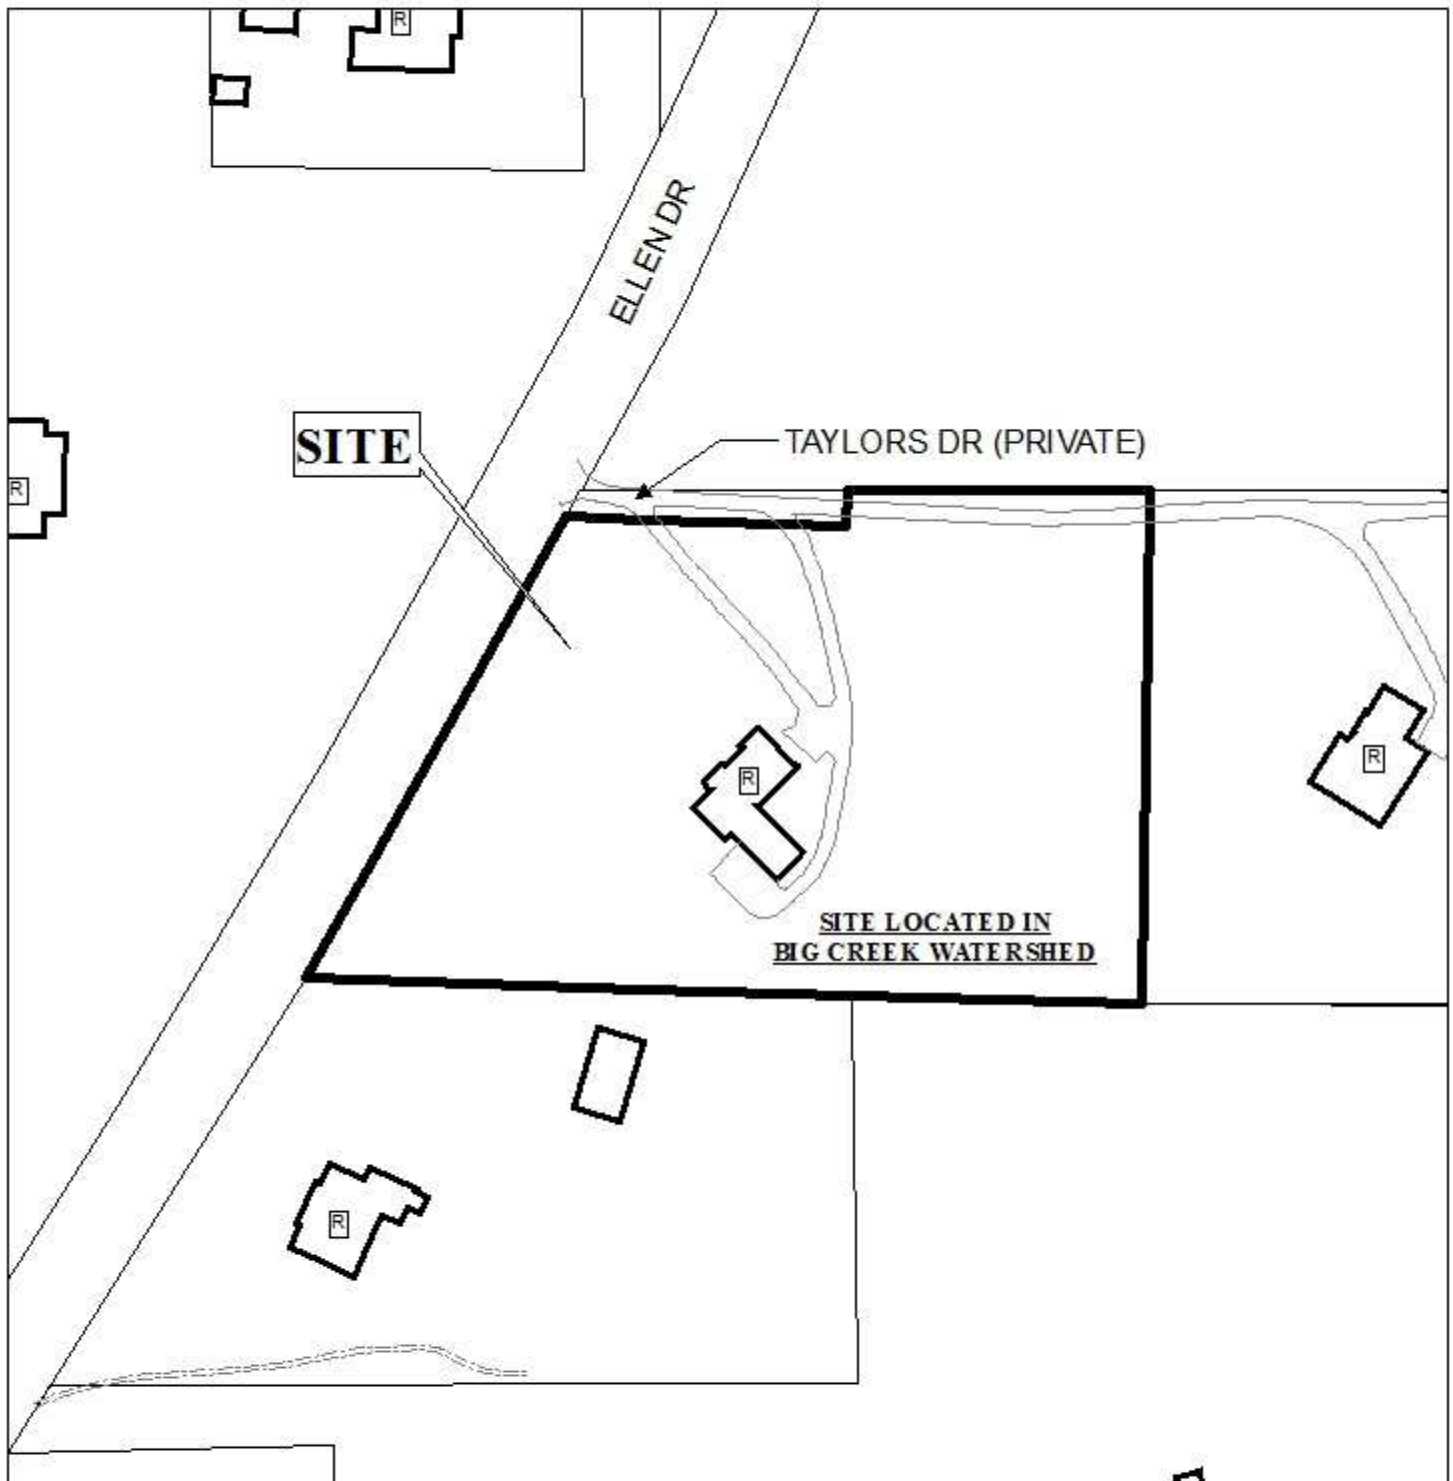 R
ELLEN DR
SITE
TAYLORS DR (PRIVATE)
R
R
R
SITE LOCATED IN
BIG CREEK WATERSHED
R